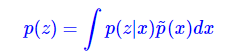 p(z) = ∫ p(z|x)p̃(x)dx